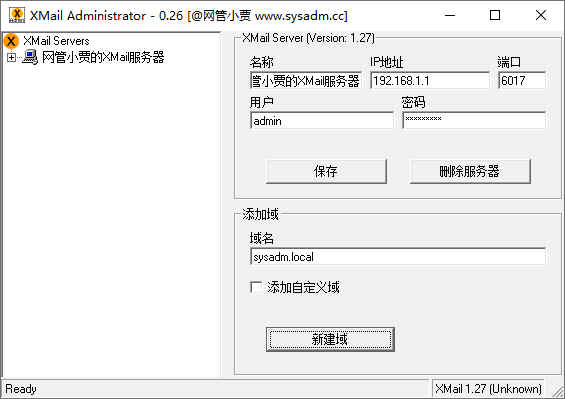 XMail Administrator - 0.26 [@网管小贾 www.sysadm.cc]
XMail Servers
网管小贾的XMail服务器
XMail Server (Version: 1.27)
名称
IP地址
端口
管小贾的XMail服务器
192.168.1.1
6017
用户
密码
admin
*********
保存
删除服务器
添加域
域名
sysadm.local
添加自定义域
新建域
Ready
XMail 1.27 (Unknown)